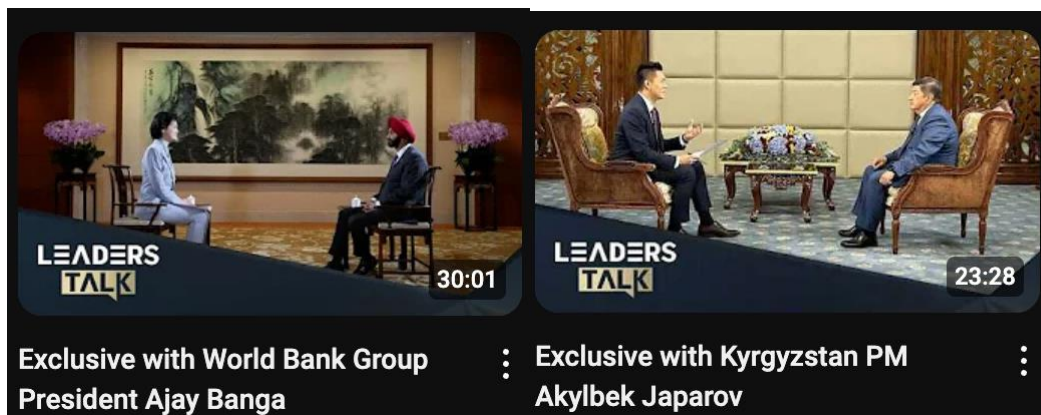 LEADERS
TALK
30:01
Exclusive with World Bank Group
President Ajay Banga
LEADERS
TALK
23:28
Exclusive with Kyrgyzstan PM
Akylbek Japarov